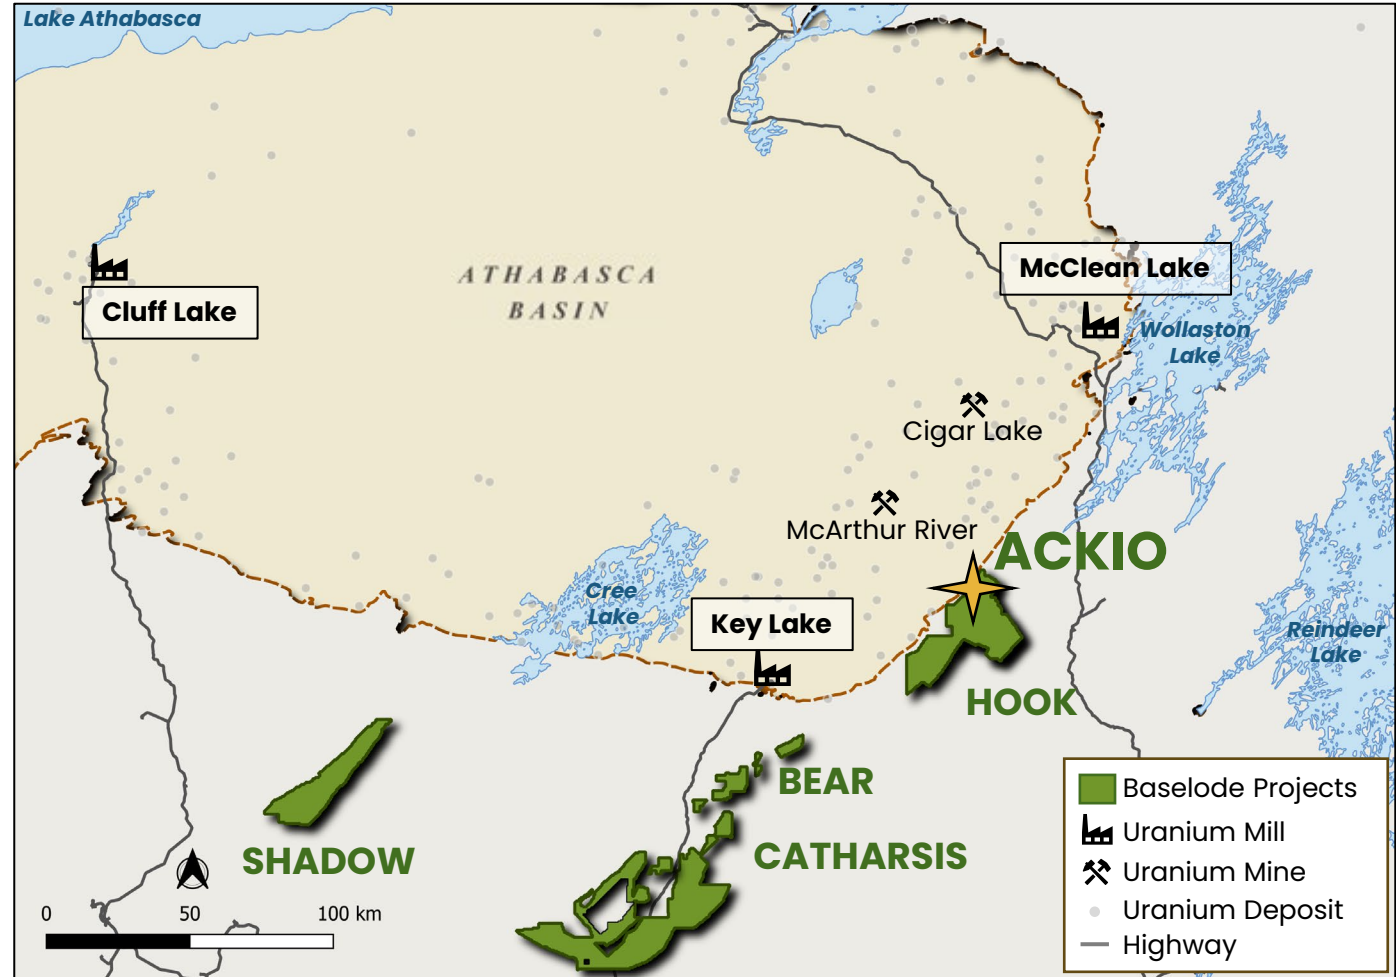 Lake Athabasca
ATHABASCA
BASIN
McClean Lake
Cluff Lake
Wollaston
Lake
Cigar Lake
McArthur River
ACKIO
Cree
Lake
Key Lake
Reindeer
Lake
HOOK
BEAR
CATHARSIS
SHADOW
0 50 100 km
Baselode Projects
Uranium Mill
Uranium Mine
Uranium Deposit
Highway